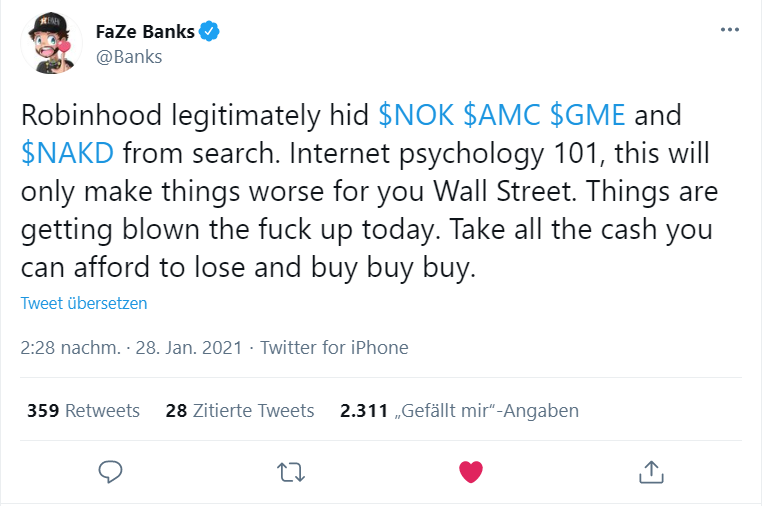 FaZe Banks
@Banks
Robinhood legitimately hid $NOK $AMC $GME and
$NAKD from search. Internet psychology 101, this will
only make things worse for you Wall Street. Things are
getting blown the fuck up today. Take all the cash you
can afford to lose and buy buy buy.
Tweet übersetzen
2:28 nachm. · 28. Jan. 2021 · Twitter for iPhone
359 Retweets 28 Zitierte Tweets 2.311 „Gefällt mir“-Angaben